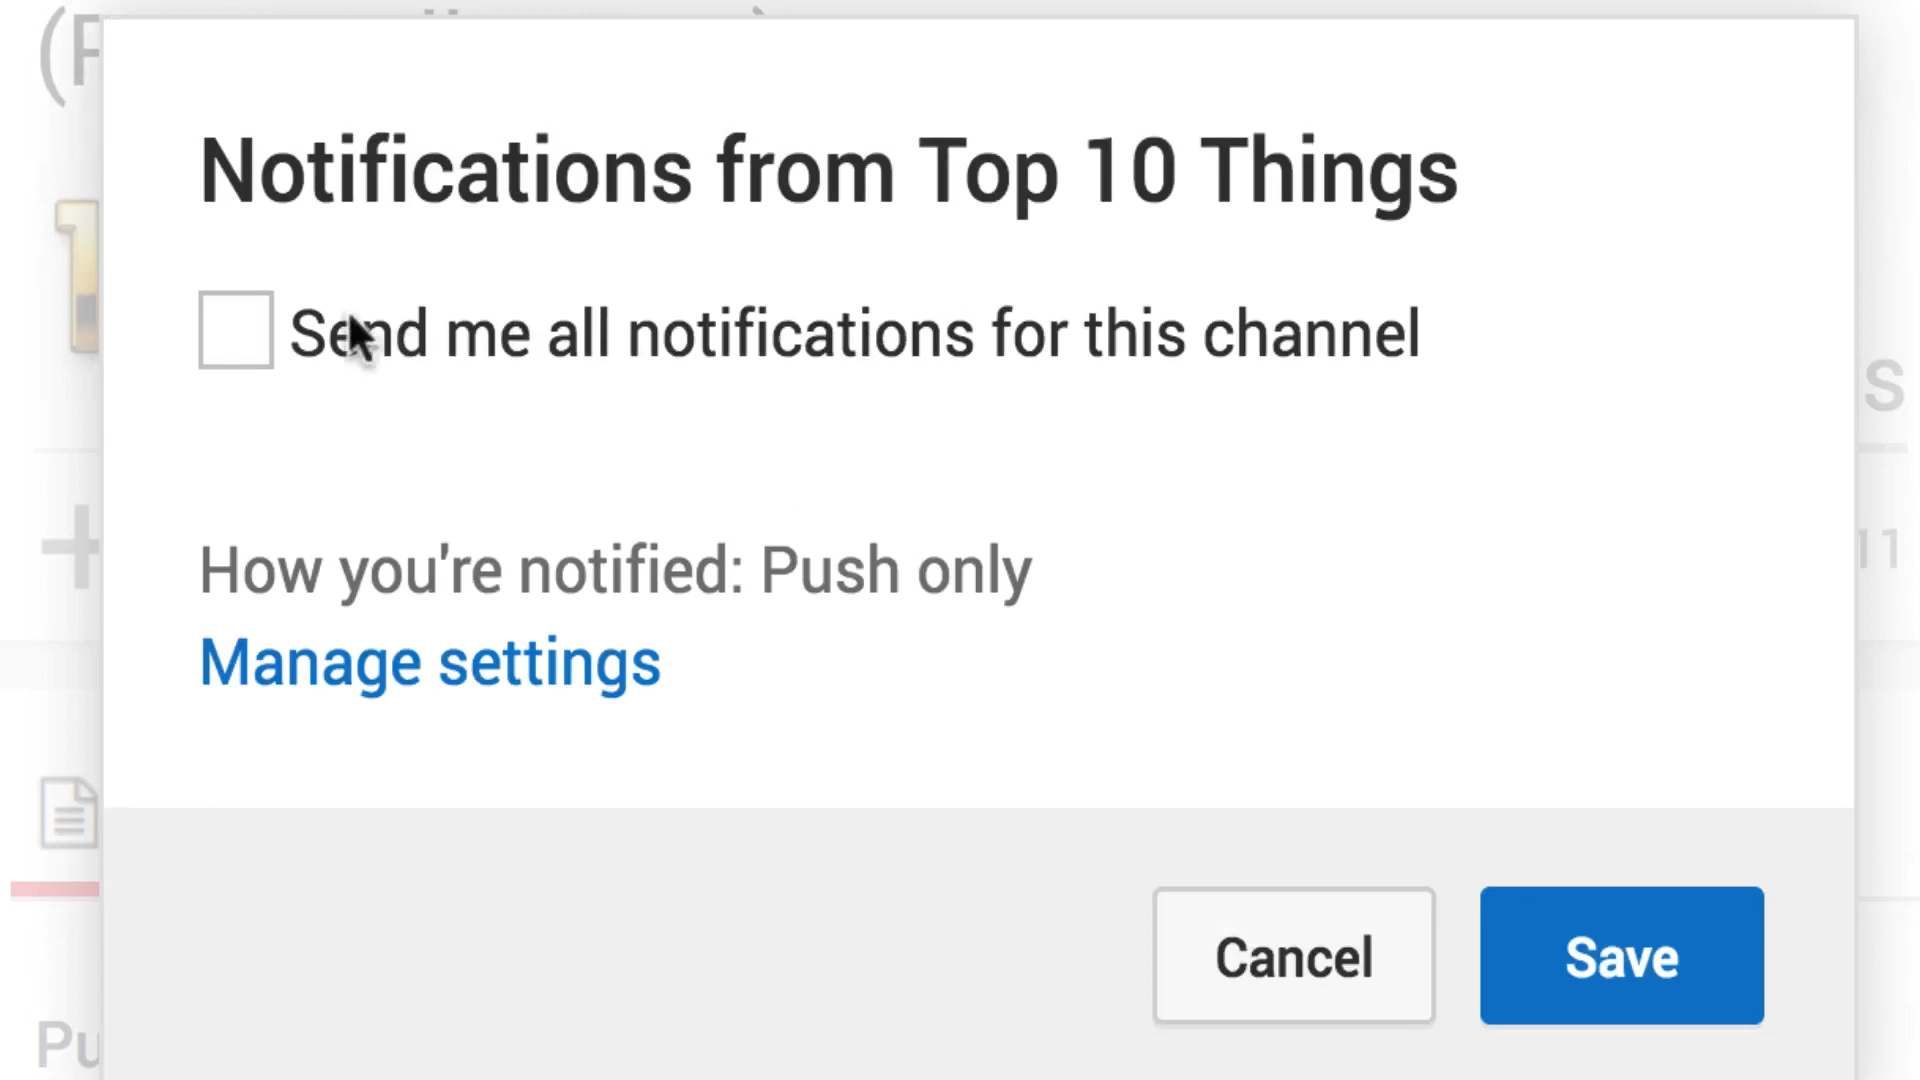 Notifications from Top 10 Things
Send me all notifications for this channel
How you're notified: Push only
Manage settings
Cancel
Save